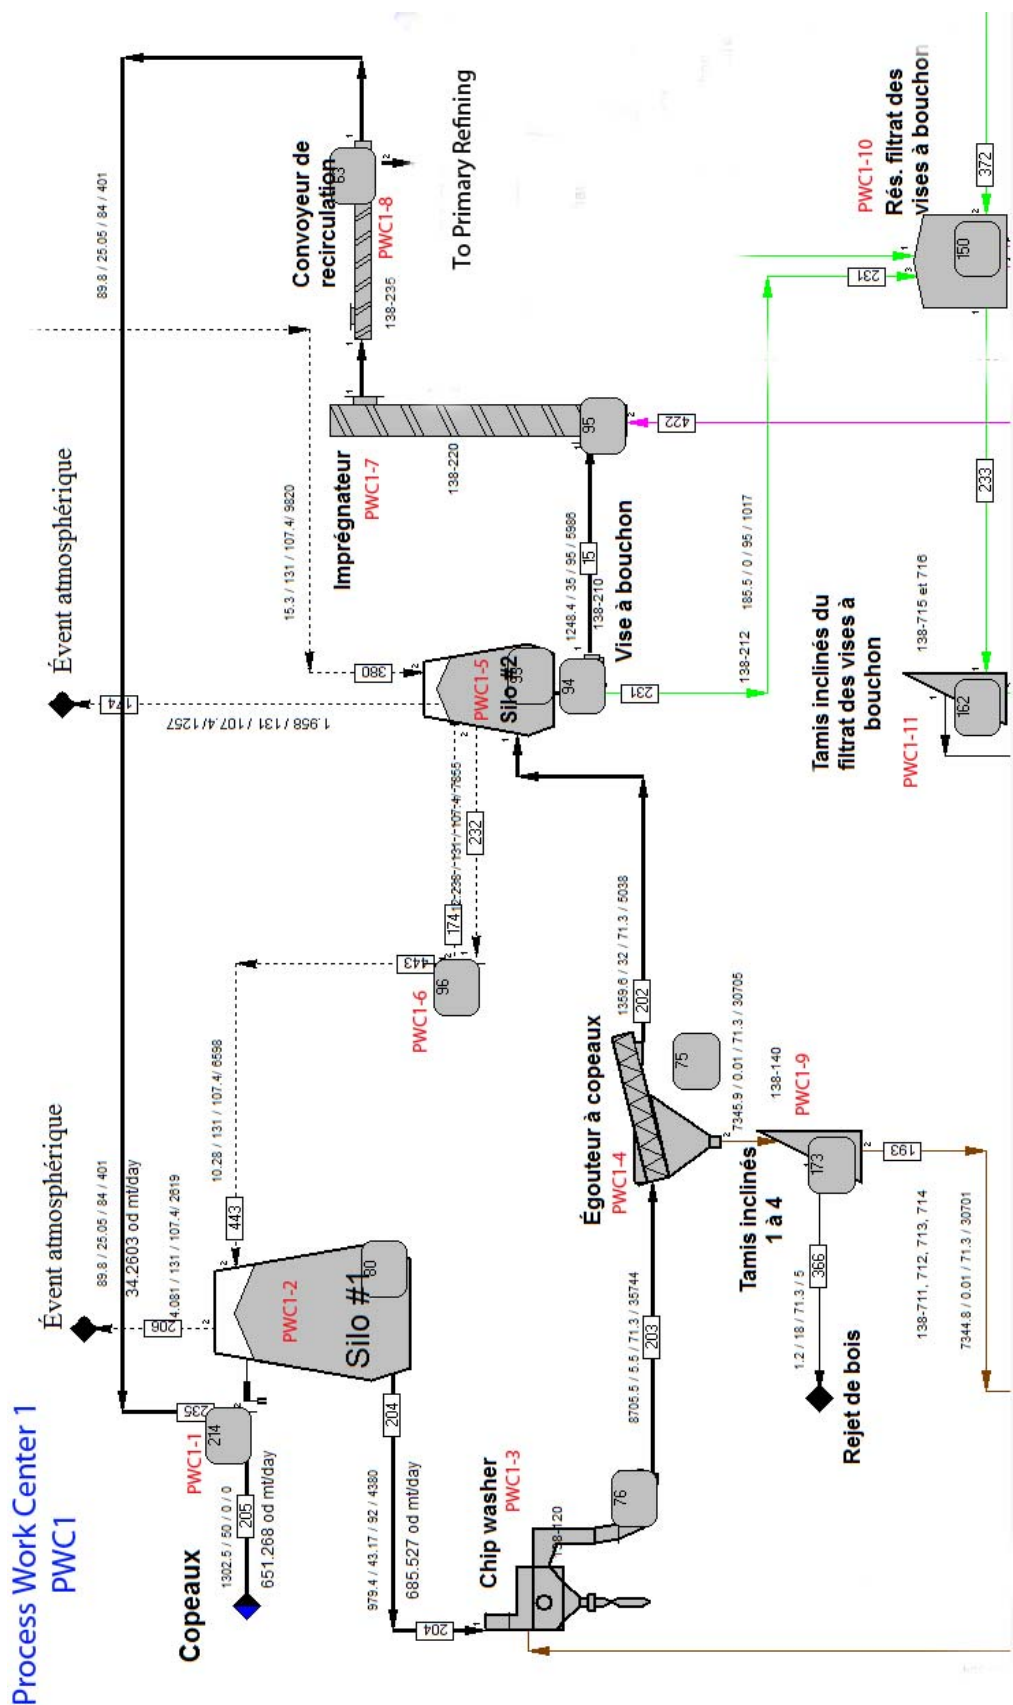 Process Work Center 1
PWC1
Copeaux
1302.5 / 50 / 0 / 0
205
651.268 od mt/day
PWC1-1
214
235
Évent atmosphérique
89.8 / 25.05 / 84 / 401
34.2603 od mt/day
206
4.081 / 131 / 107.4/ 2619
PWC1-2
Silo #1
80
204
979.4 / 43.17 / 92 / 4380
685.527 od mt/day
204
443
10.28 / 131 / 107.4/ 6598
443
PWC1-6
96
174
12.236 / 131 / 107.4/ 7855
232
Évent atmosphérique
174
1.958 / 131 / 107.4/ 1257
89.8 / 25.05 / 84 / 401
15.3 / 131 / 107.4/ 9820
380
PWC1-5
Silo #2
94
231
1248.4 / 35 / 95 / 5986
15
138-210
Vise à bouchon
Imprégnateur
PWC1-7
138-220
95
422
Convoyeur de
recirculation
63
PWC1-8
138-235
To Primary Refining
Chip washer
PWC1-3
138-120
76
8705.5 / 5.5 / 71.3 / 35744
203
Égouteur à copeaux
PWC1-4
75
1359.6 / 32 / 71.3 / 5038
202
7345.9 / 0.01 / 71.3 / 30705
138-140
PWC1-9
Tamis inclinés
1 à 4
173
193
366
1.2 / 18 / 71.3 / 5
Rejet de bois
138-711, 712, 713, 714
7344.8 / 0.01 / 71.3 / 30701
138-212
185.5 / 0 / 95 / 1017
231
PWC1-10
Rés. filtrat des
vises à bouchon
150
372
233
Tamis inclinés du
filtrat des vises à
bouchon
PWC1-11
138-715 et 716
162